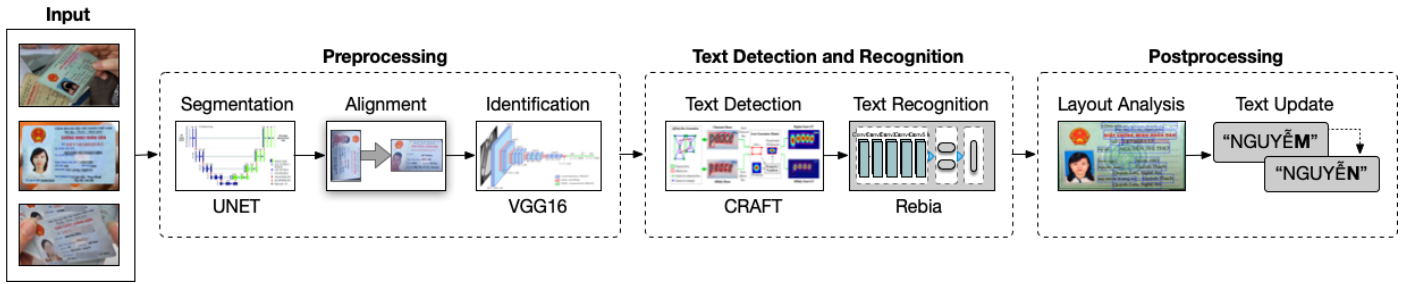 Input
Preprocessing
Segmentation
UNET
Alignment
Identification
VGG16
Text Detection and Recognition
Text Detection
CRAFT
Text Recognition
Rebia
Postprocessing
Layout Analysis
Text Update
“NGUYỄM”
“NGUYỄN”